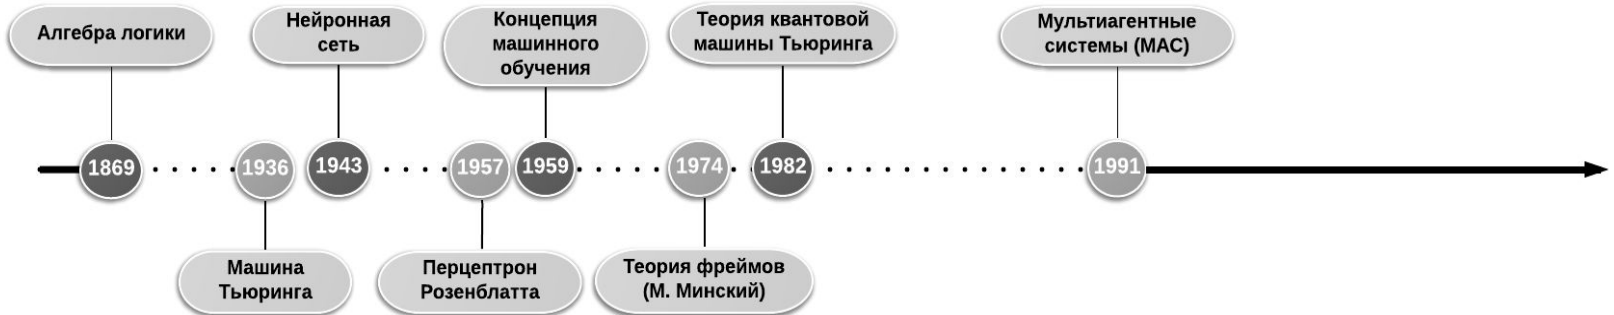 Алгебра логики
Нейронная
сеть
Концепция
машинного
обучения
Теория квантовой
машины Тьюринга
Мультиагентные
системы (МАС)
1869
1936
1943
1957
1959
1974
1982
1991
Машина
Тьюринга
Перцептрон
Розенблатта
Теория фреймов
(М. Минский)